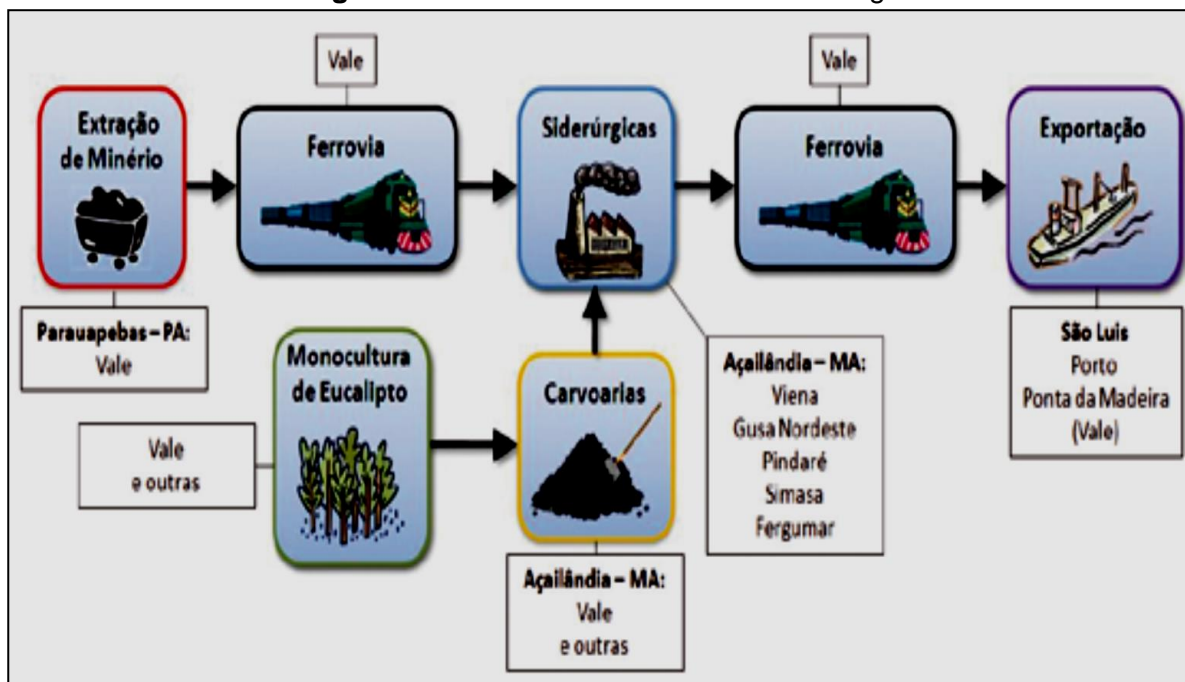 Vale
Vale
Extração
de Minério
Ferrovia
Siderúrgicas
Ferrovia
Exportação
Parauapebas – PA:
Vale
Monocultura
de Eucalipto
Vale
e outras
Carvoarias
Açailândia – MA:
Vale
e outras
Açailândia – MA:
Viena
Gusa Nordeste
Pindaré
Simasa
Fergumar
São Luis
Porto
Ponta da Madeira
(Vale)